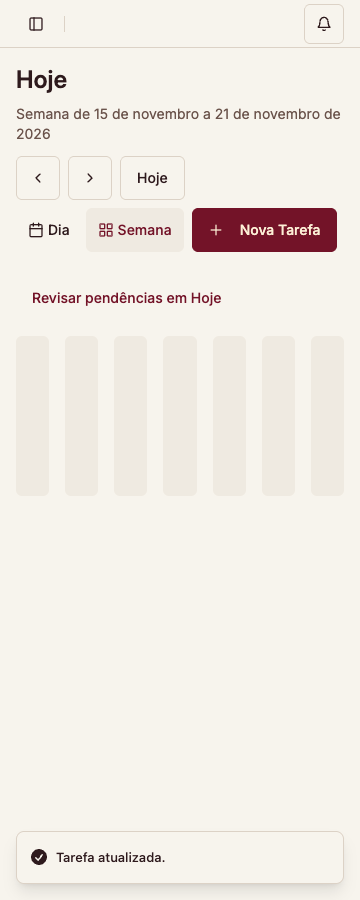 Hoje
Semana de 15 de novembro a 21 de novembro de
2026
Hoje
Dia
Semana
Nova Tarefa
Revisar pendências em Hoje
Tarefa atualizada.